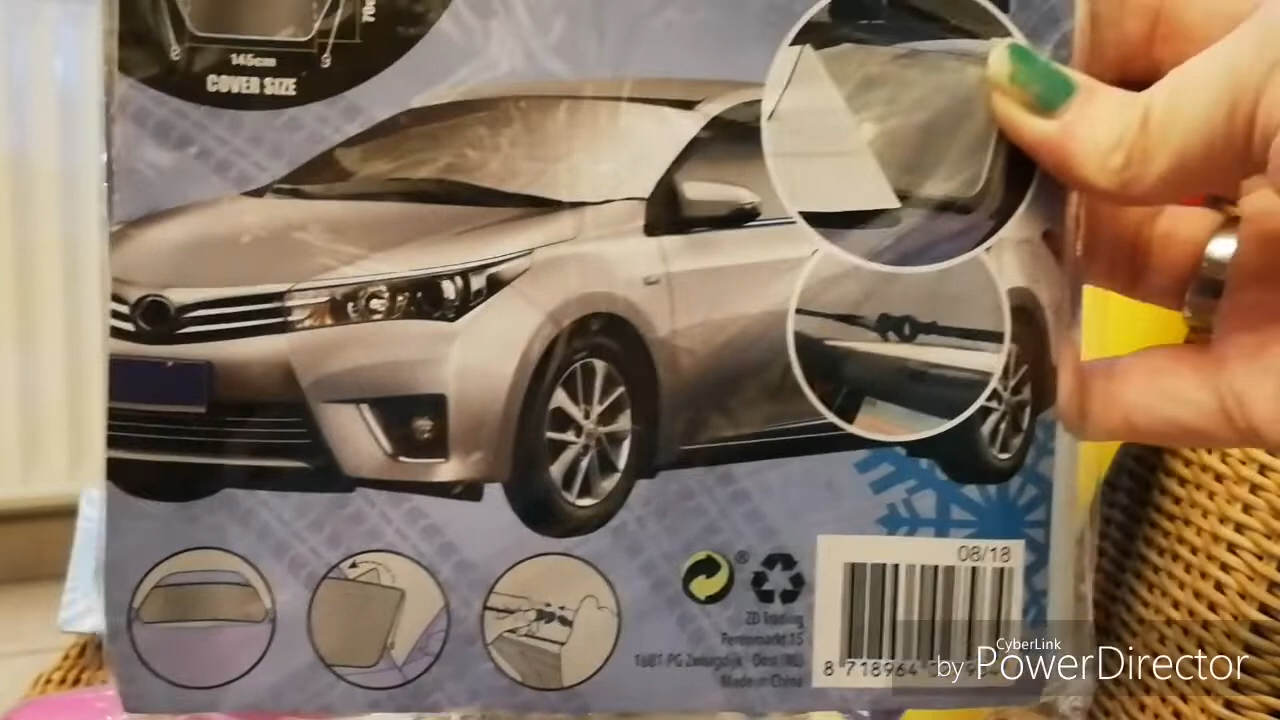 145cm
COVER SIZE
08/18
®
ZD Trading
Perenmarkt 15
1681 PG Zwaagdijk - Oost (NL)
Made in China
8 718964
CyberLink
by PowerDirector